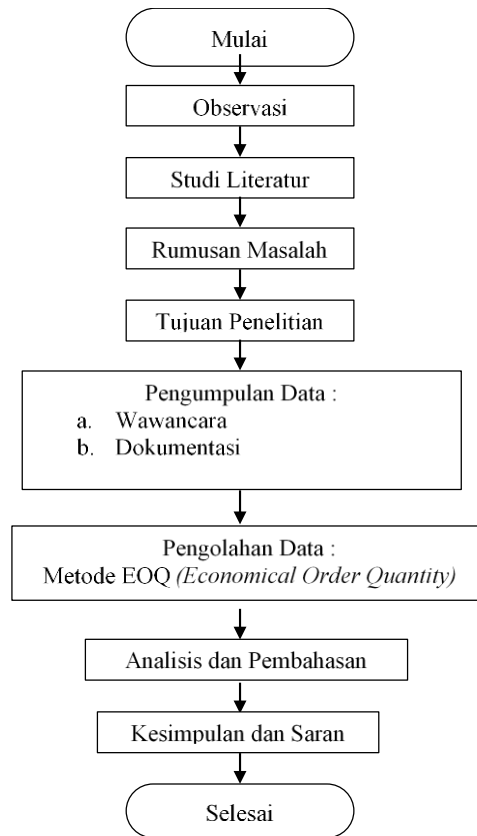 Mulai
Observasi
Studi Literatur
Rumusan Masalah
Tujuan Penelitian
Pengumpulan Data :
a. Wawancara
b. Dokumentasi
Pengolahan Data :
Metode EOQ (Economical Order Quantity)
Analisis dan Pembahasan
Kesimpulan dan Saran
Selesai